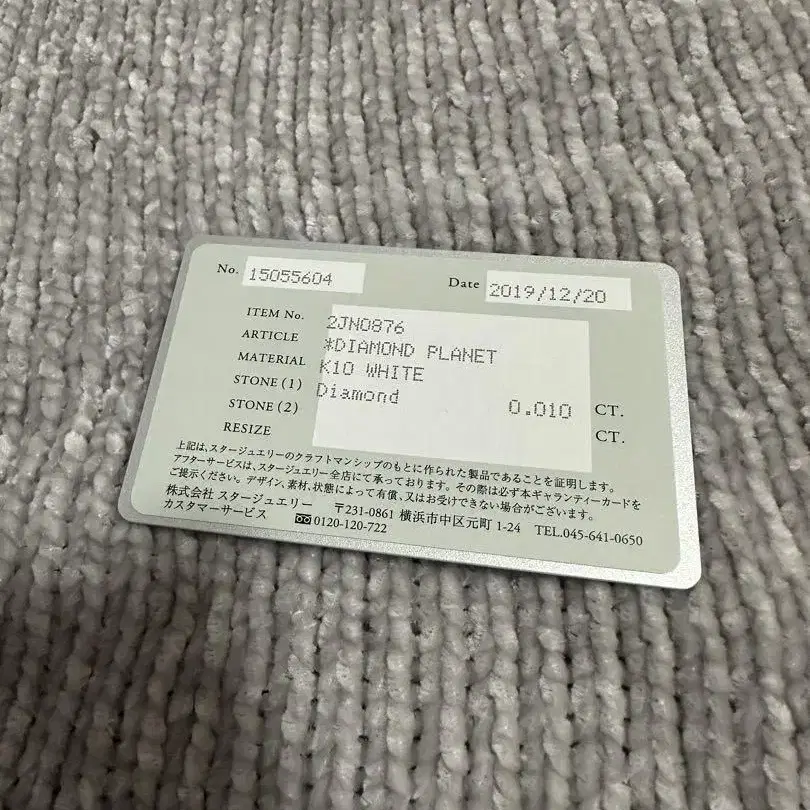 No. 15055604 Date 2019/12/20
ITEM No. 2JN0876
ARTICLE *DIAMOND PLANET
MATERIAL K10 WHITE
STONE (1) Diamond 0.010 CT.
STONE (2) CT.
RESIZE
上記は、スタージュエリーのクラフトマンシップのもとに作られた製品であることを証明します。
アフターサービスは、スタージュエリー全店にて承っております。その際は必ず本ギャランティーカードを
ご提示ください。デザイン、素材、状態によって有償、又はお受けできない場合がございます。
株式会社 スタージュエリー 〒231-0861 横浜市中区元町 1-24 TEL.045-641-0650
カスタマーサービス 0120-120-722